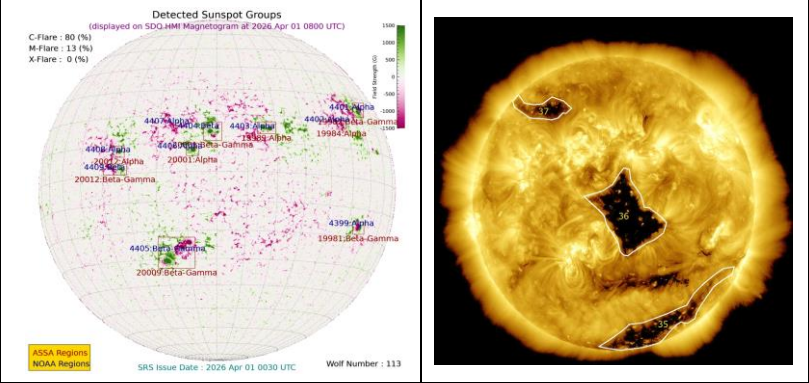 Detected Sunspot Groups
(displayed on SDO HMI Magnetogram at 2026 Apr 01 0800 UTC)
C-Flare : 80 (%)
M-Flare : 13 (%)
X-Flare : 0 (%)
1500
1000
500
0
-500
-1000
-1500
Field Strength (G)
4401:Alpha
4407:Alpha
4403:Alpha
19984:Alpha
20001:Alpha
4408:Alpha
20012:Beta-Gamma
4399:Alpha
19981:Beta-Gamma
4405:Beta-Gamma
20009:Beta-Gamma
ASSA Regions
NOAA Regions
SRS Issue Date : 2026 Apr 01 0030 UTC
Wolf Number : 113
37
36
35